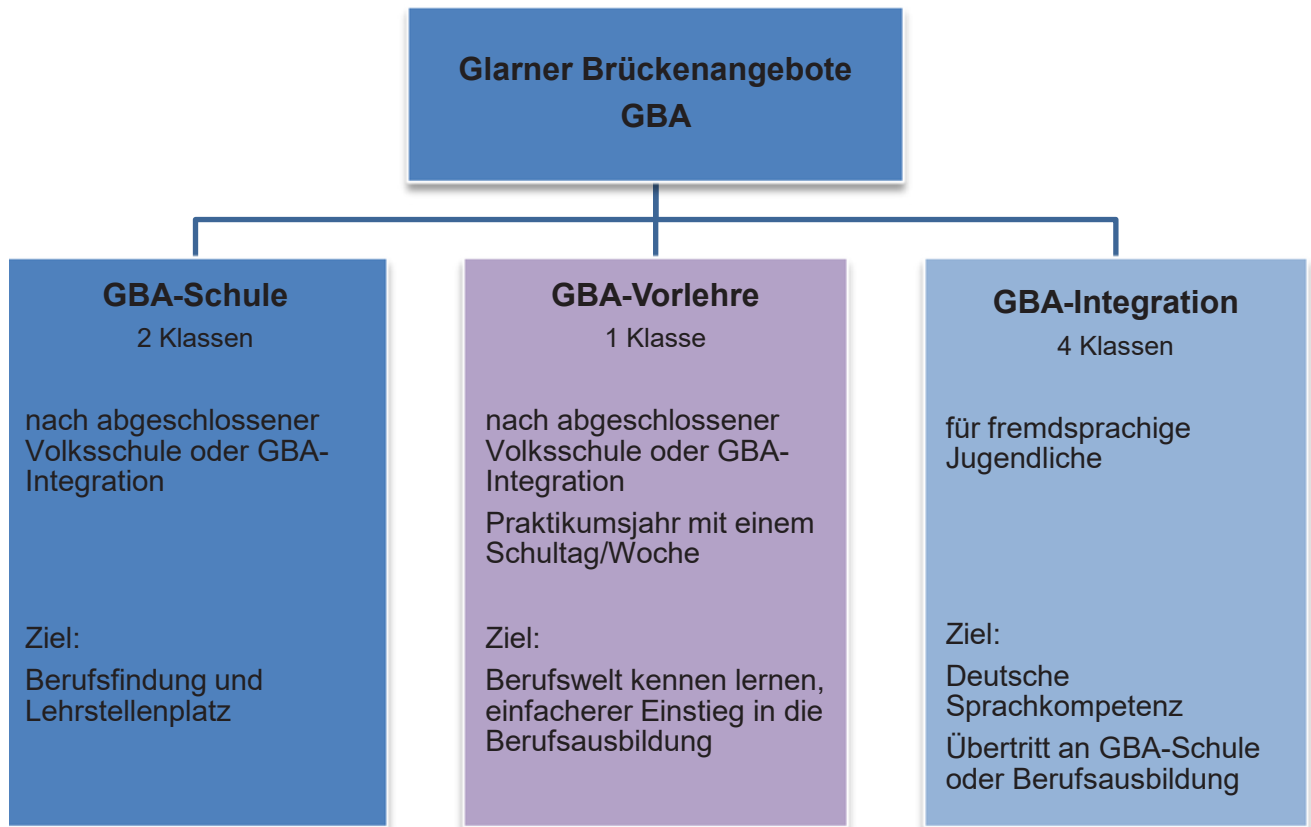 Glarner Brückenangebote
GBA
GBA-Schule
2 Klassen
nach abgeschlossener
Volksschule oder GBA-
Integration
Ziel:
Berufsfindung und
Lehrstellenplatz
GBA-Vorlehre
1 Klasse
nach abgeschlossener
Volksschule oder GBA-
Integration
Praktikumsjahr mit einem
Schultag/Woche
Ziel:
Berufswelt kennen lernen,
einfacherer Einstieg in die
Berufsausbildung
GBA-Integration
4 Klassen
für fremdsprachige
Jugendliche
Ziel:
Deutsche
Sprachkompetenz
Übertritt an GBA-Schule
oder Berufsausbildung